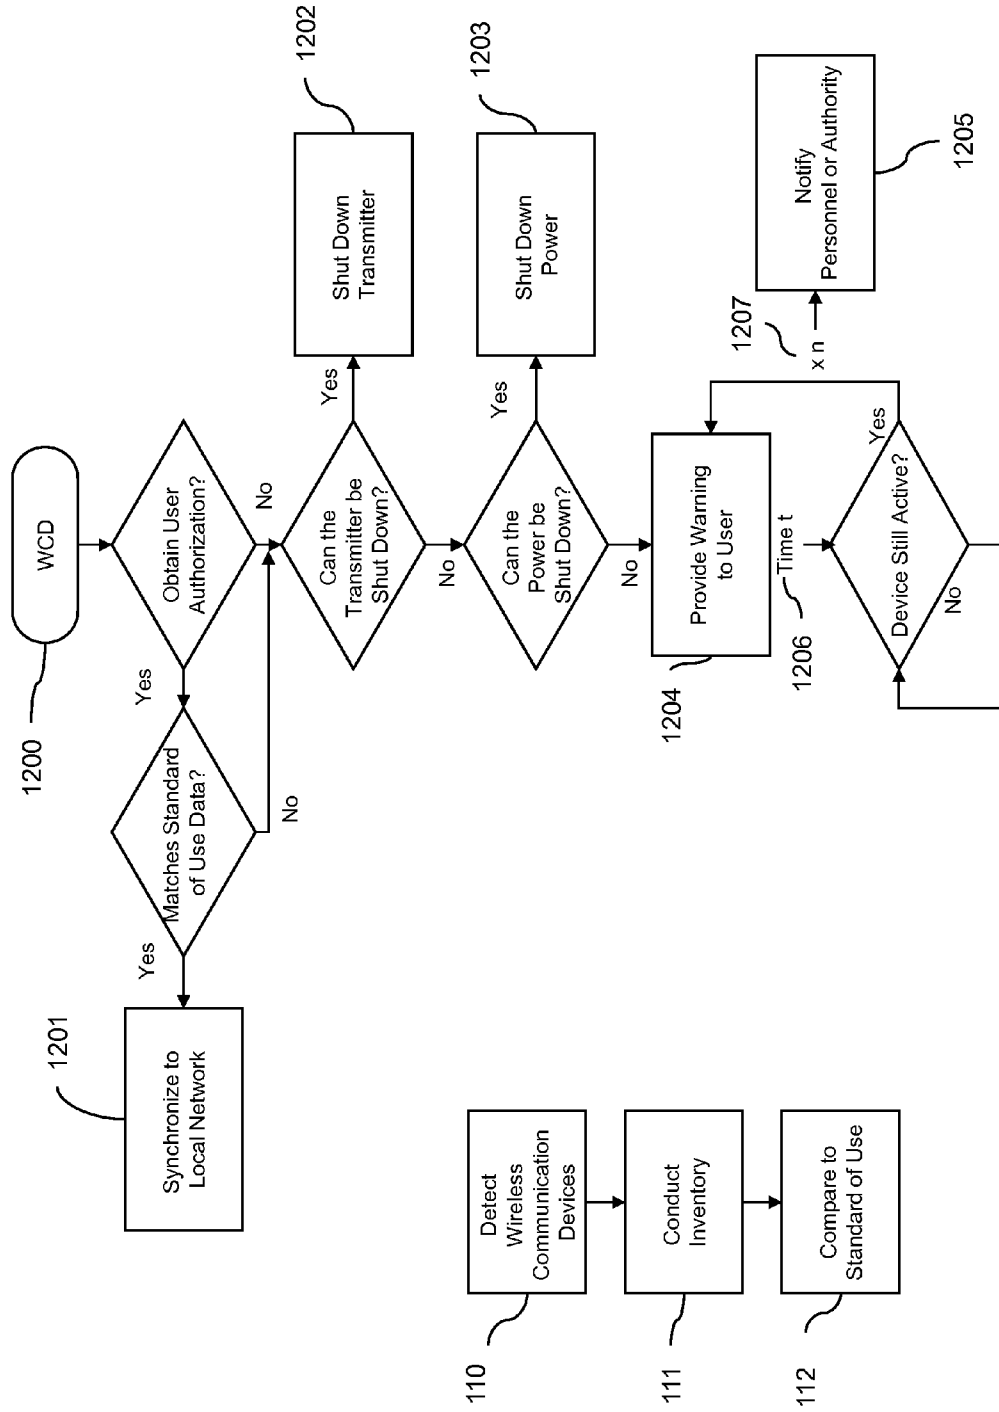 WCD
1200
Obtain User
Authorization?
Yes
No
Matches Standard
of Use Data?
Yes
No
Synchronize to
Local Network
1201
Can the
Transmitter be
Shut Down?
Yes
No
Shut Down
Transmitter
1202
Can the
Power be
Shut Down?
Yes
No
Shut Down
Power
1203
Provide Warning
to User
1204
Time t
1206
Device Still Active?
Yes
No
x n
1207
Notify
Personnel or Authority
1205
Detect
Wireless
Communication
Devices
110
Conduct
Inventory
111
Compare to
Standard of Use
112